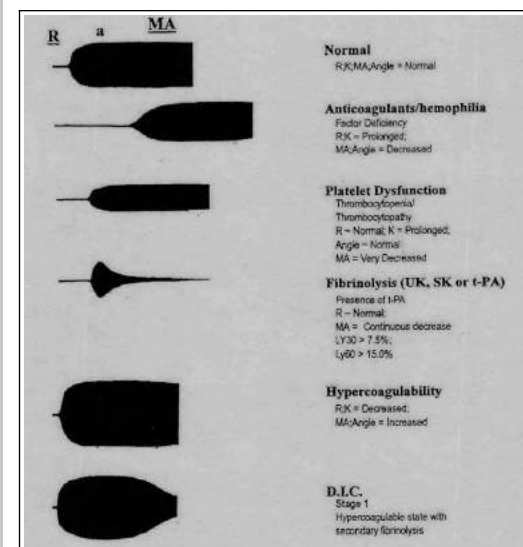 R a MA
Normal
R;K;MA;Angle = Normal
Anticoagulants/hemophilia
Factor Deficiency
R;K = Prolonged;
MA;Angle = Decreased
Platelet Dysfunction
Thrombocytopenia/
Thrombocytopathy
R ~ Normal; K = Prolonged;
Angle ~ Normal
MA = Very Decreased
Fibrinolysis (UK, SK or t-PA)
Presence of t-PA
R ~ Normal;
MA = Continuous decrease
LY30 > 7.5%;
Ly60 > 15.0%
Hypercoagulability
R;K = Decreased;
MA;Angle = Increased
D.I.C.
Stage 1
Hypercoagulable state with
secondary fibrinolysis